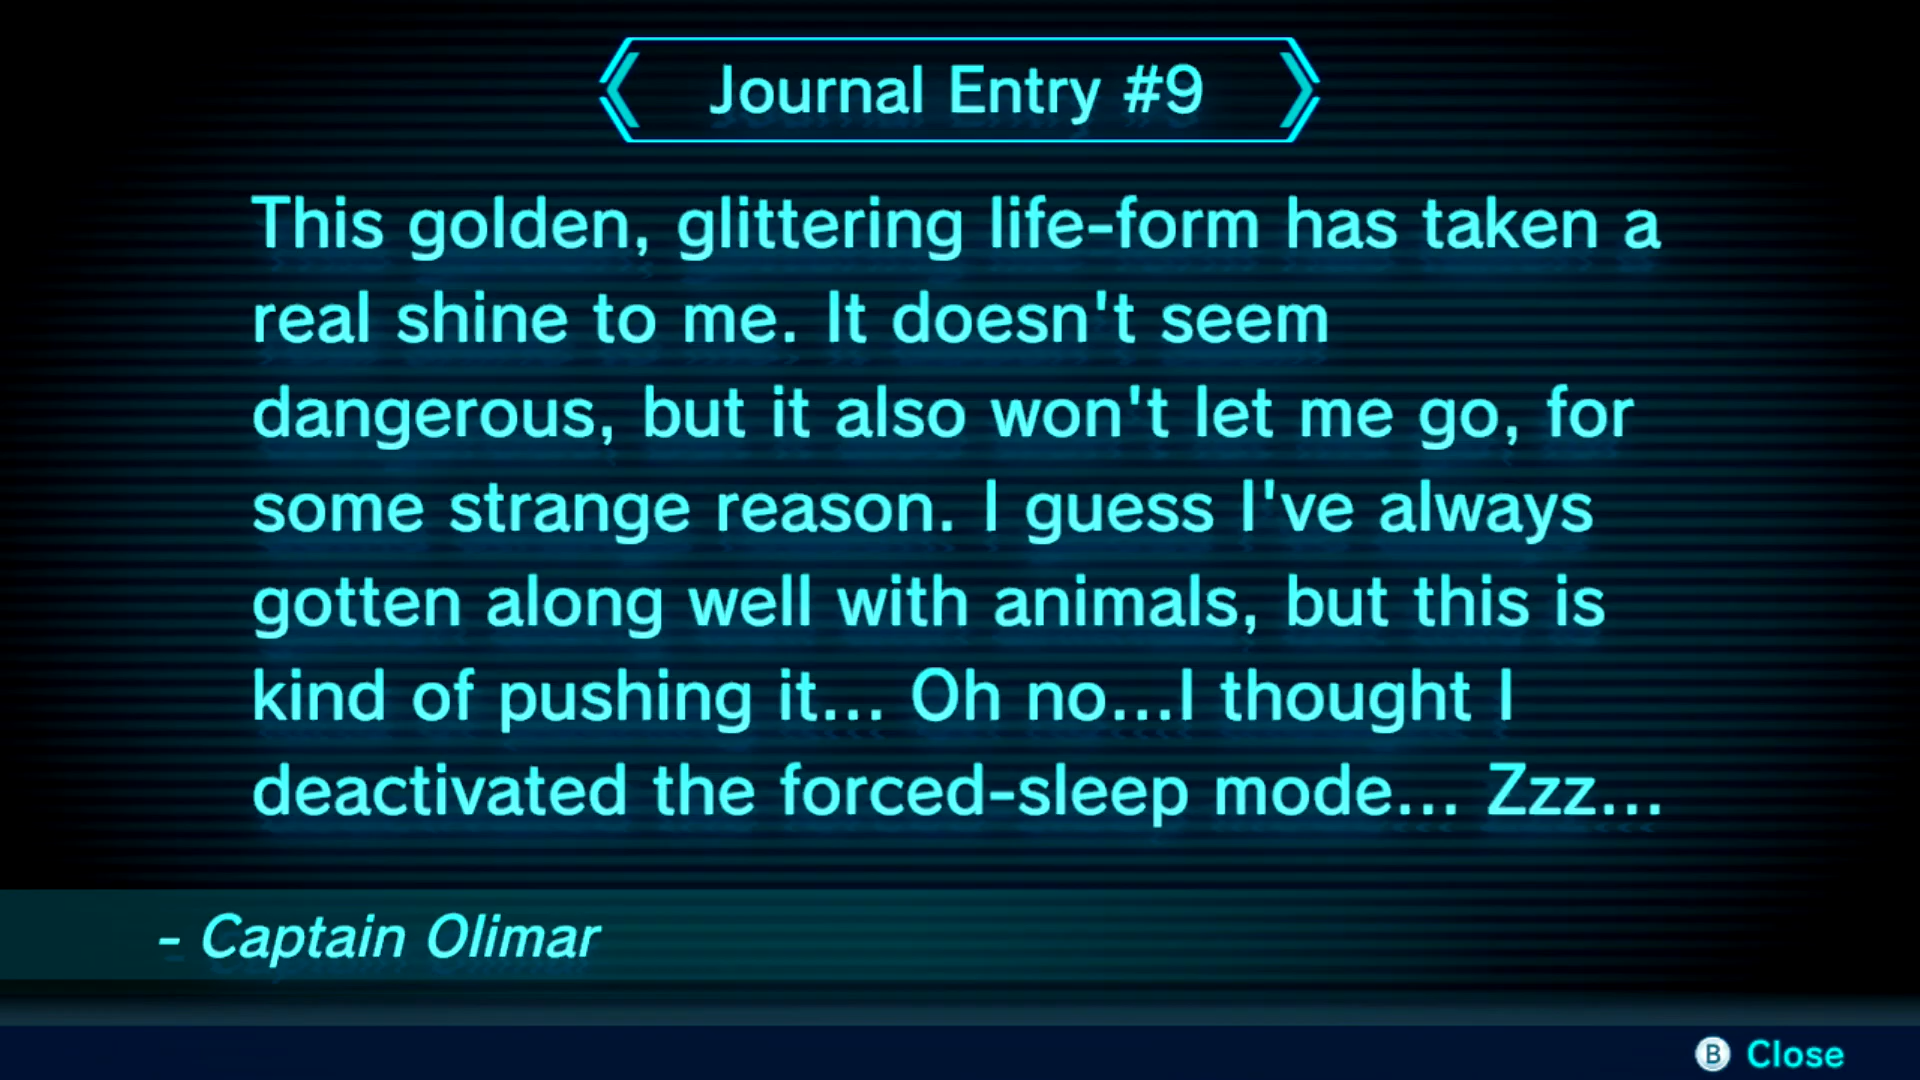 Journal Entry #9
This golden, glittering life-form has taken a
real shine to me. It doesn't seem
dangerous, but it also won't let me go, for
some strange reason. I guess I've always
gotten along well with animals, but this is
kind of pushing it... Oh no...I thought I
deactivated the forced-sleep mode... Zzz...
- Captain Olimar
B Close